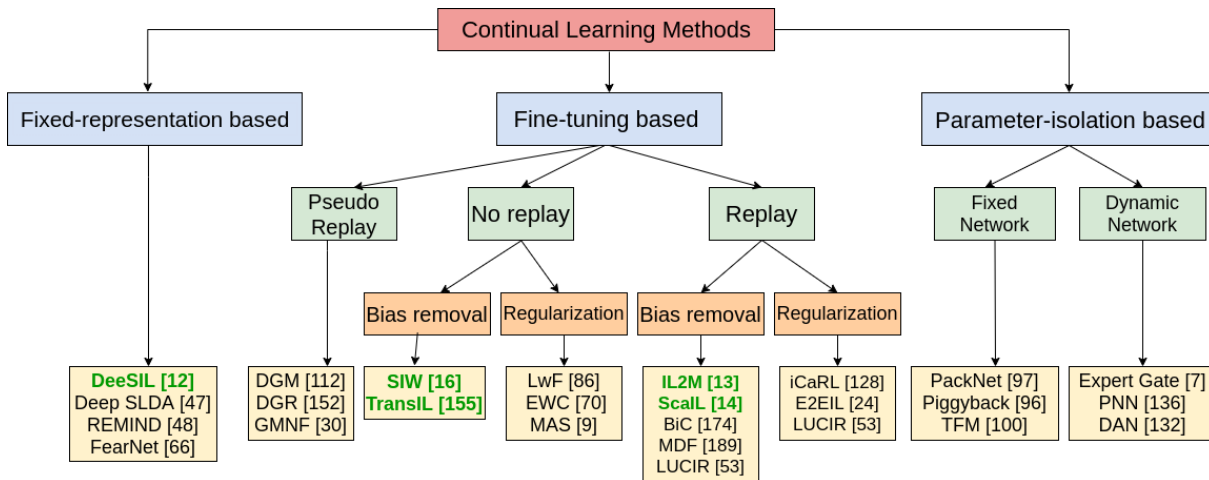 Continual Learning Methods
Fixed-representation based
Fine-tuning based
Parameter-isolation based
Pseudo
Replay
No replay
Replay
Fixed
Network
Dynamic
Network
Bias removal
Regularization
Bias removal
Regularization
DeeSIL [12]
Deep SLDA [47]
REMIND [48]
FearNet [66]
DGM [112]
DGR [152]
GMNF [30]
SIW [16]
TransIL [155]
LwF [86]
EWC [70]
MAS [9]
IL2M [13]
ScaIL [14]
BiC [174]
MDF [189]
LUCIR [53]
iCaRL [128]
E2EIL [24]
LUCIR [53]
PackNet [97]
Piggyback [96]
TFM [100]
Expert Gate [7]
PNN [136]
DAN [132]